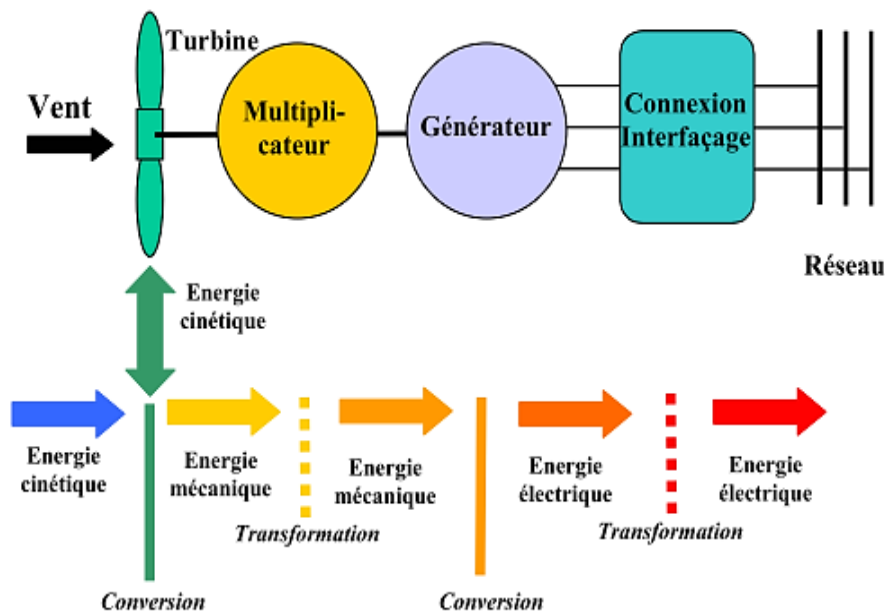 Turbine
Vent
Multipli-
cateur
Générateur
Connexion
Interfaçage
Réseau
Energie
cinétique
Energie
cinétique
Energie
mécanique
Energie
mécanique
Energie
électrique
Energie
électrique
Transformation
Transformation
Conversion
Conversion